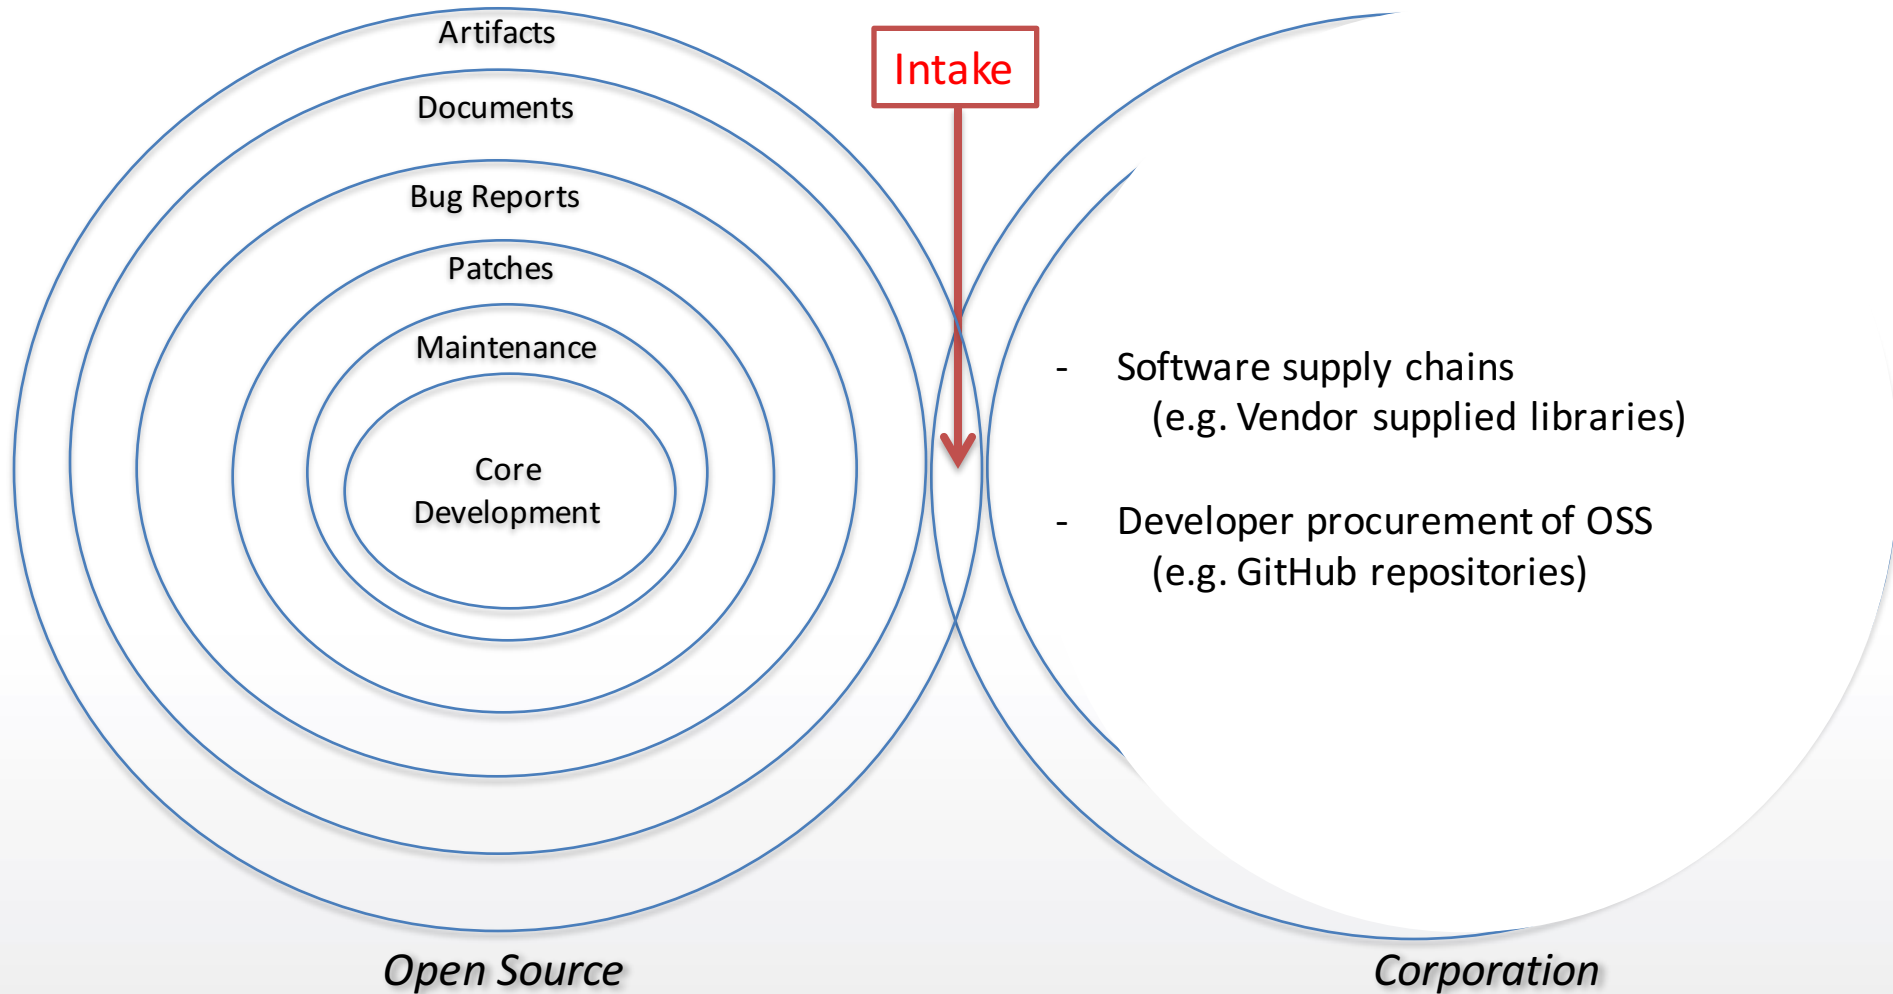 Artifacts
Documents
Bug Reports
Patches
Maintenance
Core
Development
Intake
- Software supply chains
(e.g. Vendor supplied libraries)
- Developer procurement of OSS
(e.g. GitHub repositories)
Open Source
Corporation